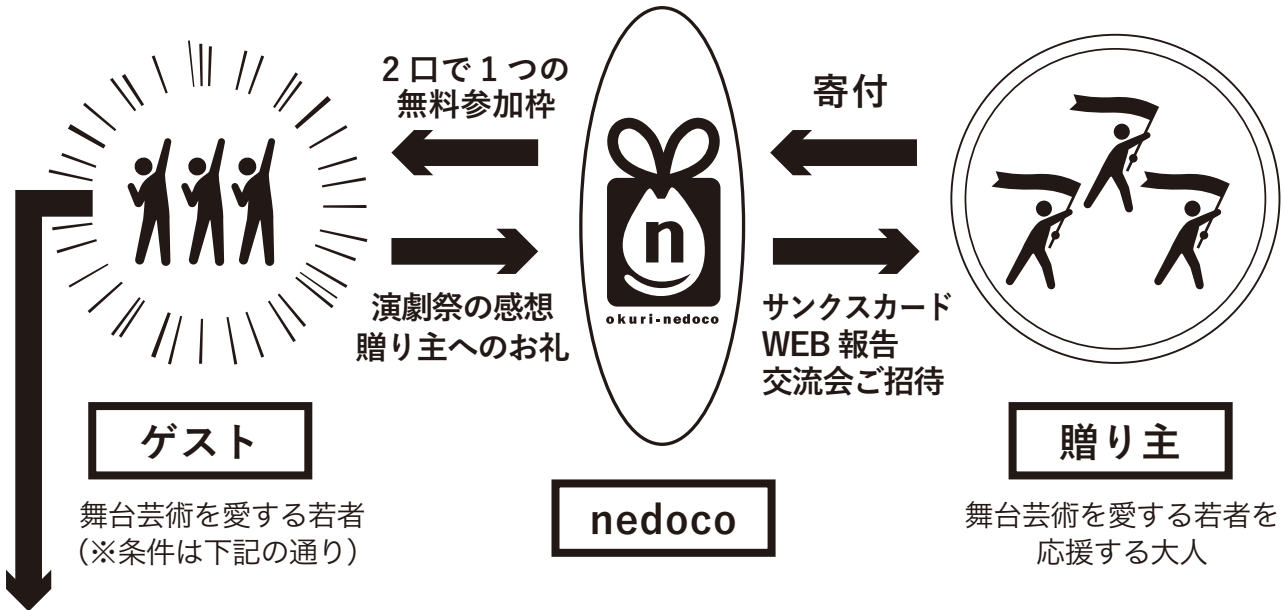 2口で1つの
無料参加枠
寄付
n
okuri-nedoco
演劇祭の感想
贈り主へのお礼
サンクスカード
WEB 報告
交流会ご招待
ゲスト
舞台芸術を愛する若者
（※条件は下記の通り）
nedoco
贈り主
舞台芸術を愛する若者を
応援する大人